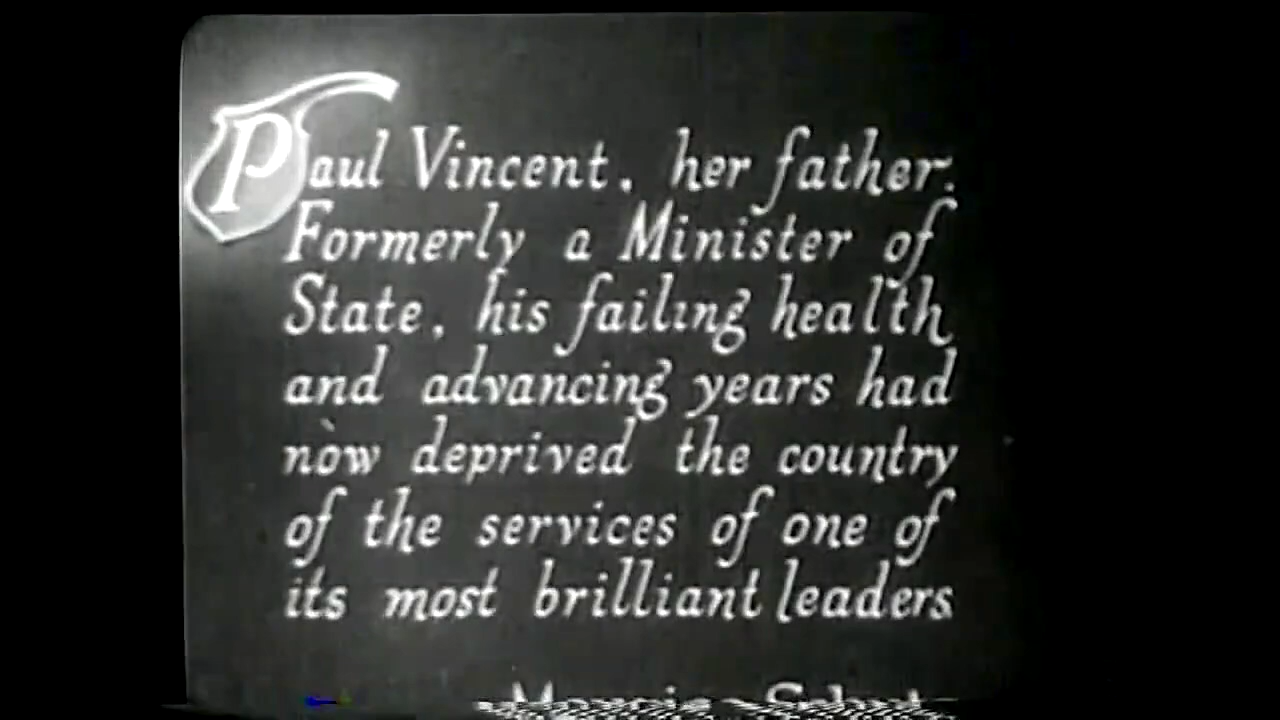 Paul Vincent, her father.
Formerly a Minister of
State, his failing health
and advancing years had
now deprived the country
of the services of one of
its most brilliant leaders